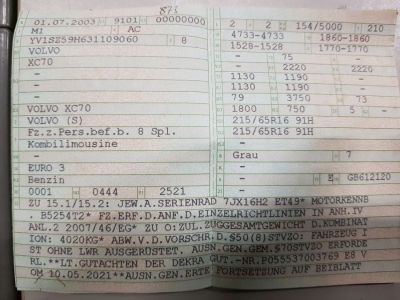 01.07.2003 9101 00000000
2 2 154/5000 210
M1 AC
4733-4733 1860-1860
YV1SZ59H631109060 8
1528-1528 1770-1770
VOLVO
- 75 -
XC70
- 2220 2220
-
1130 1190 -
-
1130 1190 -
79 3750 73
VOLVO XC70
1800 750 5 -
VOLVO (S)
215/65R16 91H
Fz.z.Pers.bef.b. 8 Spl.
215/65R16 91H
Kombilimousine
-
-
Grau 7
EURO 3
-
Benzin
- E GB612120
0001 0444 2521
ZU 15.1/15.2: JEW.A.SERIENRAD 7JX16H2 ET49* MOTORKENNB
. B5254T2* FZ.ERF.D.ANF.D.EINZELRICHTLINIEN IN ANH.IV
ANL.2 2007/46/EG* ZU O:ZUL.ZUGGESAMTGEWICHT D.KOMBINAT
ION: 4020KG* ABW.V.D.VORSCHR.D.§50(8)STVZO: FAHRZEUG I
ST OHNE LWR AUSGERÜSTET. AUSN.GEN.GEM.§70STVZO ERFORDE
RL.**LT.GUTACHTEN DER DEKRA GUT.-NR.P055537003769 E8 V
OM 10.05.2021**AUSN.GEN.ERTE FORTSETZUNG AUF BEIBLATT